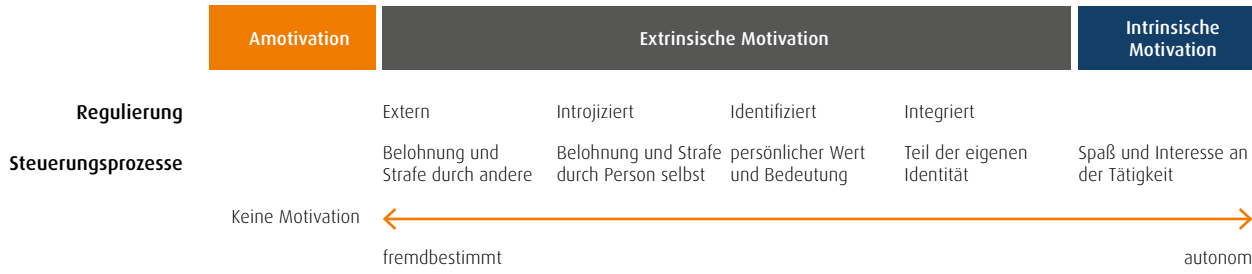 Amotivation
Extrinsische Motivation
Intrinsische
Motivation
Regulierung
Extern
Introjiziert
Identifiziert
Integriert
Steuerungsprozesse
Belohnung und
Strafe durch andere
Belohnung und Strafe
durch Person selbst
persönlicher Wert
und Bedeutung
Teil der eigenen
Identität
Spaß und Interesse an
der Tätigkeit
Keine Motivation
fremdbestimmt
autonom